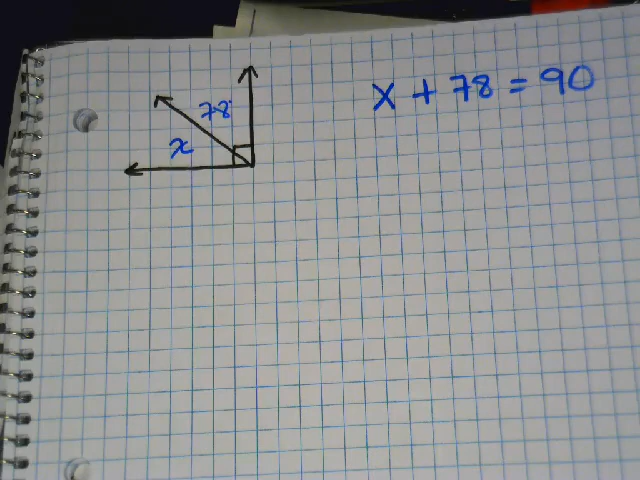 78
x
x + 78 = 90